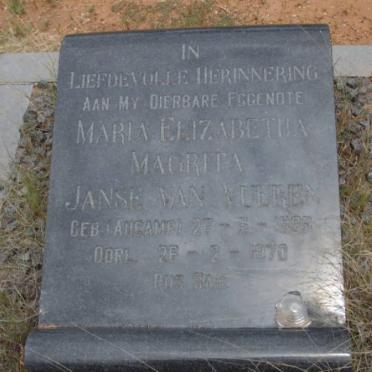 IN
LIEFDEVOLLE HERINNERING
AAN MY DIERBARE EGGENOTE
MARIA ELIZABETHA
MAGRITA
JANSE VAN VUUREN
GEB (AUCAMP) 27 -
OORL. 26 - 2 - 1970